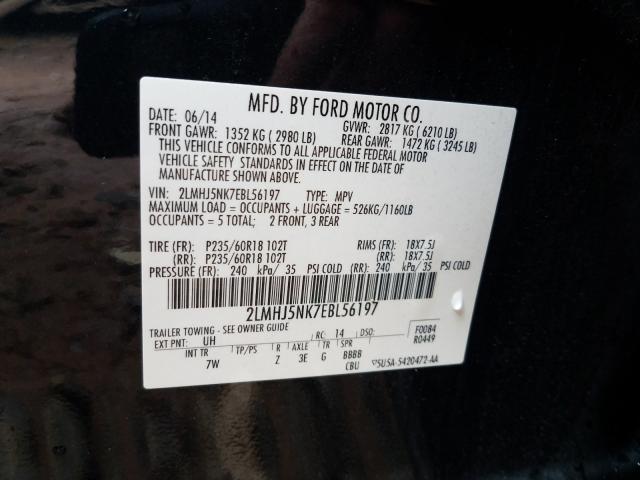 MFD. BY FORD MOTOR CO.
DATE: 06/14 GVWR: 2817 KG ( 6210 LB)
FRONT GAWR: 1352 KG ( 2980 LB) REAR GAWR: 1472 KG ( 3245 LB)
THIS VEHICLE CONFORMS TO ALL APPLICABLE FEDERAL MOTOR
VEHICLE SAFETY STANDARDS IN EFFECT ON THE DATE OF
MANUFACTURE SHOWN ABOVE.
VIN: 2LMHJ5NK7EBL56197 TYPE: MPV
MAXIMUM LOAD = OCCUPANTS + LUGGAGE = 526KG/1160LB
OCCUPANTS = 5 TOTAL; 2 FRONT, 3 REAR
TIRE (FR): P235/60R18 102T RIMS (FR): 18X7.5J
(RR): P235/60R18 102T (RR): 18X7.5J
PRESSURE (FR): 240 kPa/ 35 PSI COLD (RR): 240 kPa/ 35 PSI COLD
2LMHJ5NK7EBL56197
TRAILER TOWING - SEE OWNER GUIDE
EXT PNT: UH RC: 14 DSO: F0084
R0449
INT TR TP/PS R AXLE TR SPR
7W Z 3E G BBBB
CBU 5USA-5420472-AA